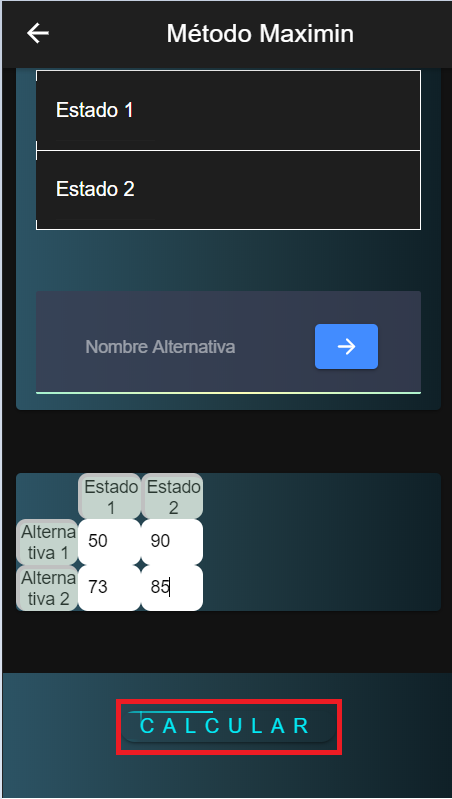 Método Maximin
Estado 1
Estado 2
Nombre Alternativa
Estado Estado
1 2
Alterna
tiva 1 50 90
Alterna
tiva 2 73 85
CALCULAR